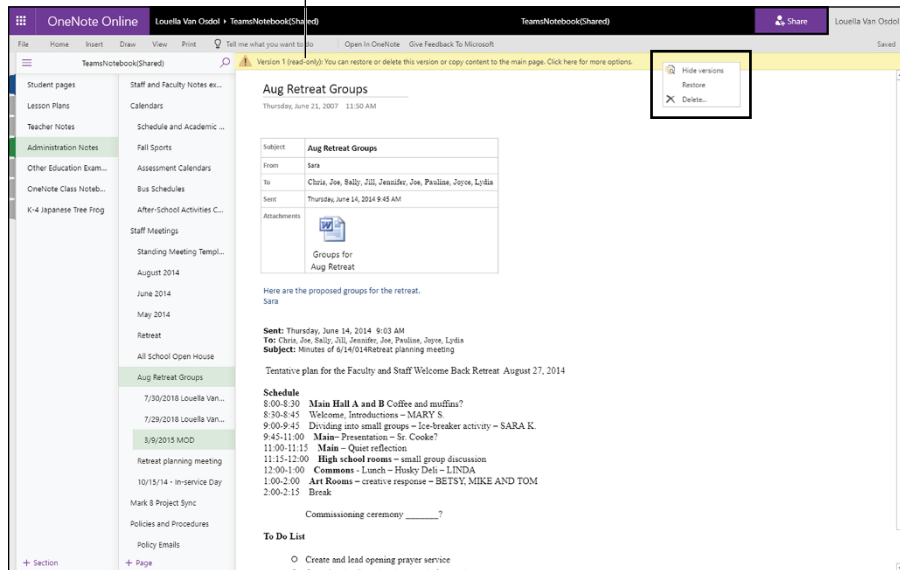 OneNote Online
Louella Van Osdol ▸ TeamsNotebook(Shared)
TeamsNotebook(Shared)
Share
Louella Van Osdol
File Home Insert Draw View Print Tell me what you want to do Open In OneNote Give Feedback To Microsoft Saved
TeamsNotebook(Shared)
Student pages
Lesson Plans
Teacher Notes
Administration Notes
Other Education Exam...
OneNote Class Noteb...
K-4 Japanese Tree Frog
+ Section
Staff and Faculty Notes ex...
Calendars
Schedule and Academic ...
Fall Sports
Assessment Calendars
Bus Schedules
After-School Activities C...
Staff Meetings
Standing Meeting Templ...
August 2014
June 2014
May 2014
Retreat
All School Open House
Aug Retreat Groups
7/30/2018 Louella Van...
7/29/2018 Louella Van...
3/9/2015 MOD
Retreat planning meeting
10/15/14 - In-service Day
Mark 8 Project Sync
Policies and Procedures
Policy Emails
+ Page
Version 1 (read-only): You can restore or delete this version or copy content to the main page. Click here for more options.
Hide versions
Restore
Delete...
Aug Retreat Groups
Thursday, June 21, 2007 11:50 AM
Subject Aug Retreat Groups
From Sara
To Chris, Joe, Sally, Jill, Jennifer, Joe, Pauline, Joyce, Lydia
Sent Thursday, June 14, 2014 9:45 AM
Attachments
Groups for
Aug Retreat
Here are the proposed groups for the retreat.
Sara
Sent: Thursday, June 14, 2014 9:03 AM
To: Chris, Joe, Sally, Jill, Jennifer, Joe, Pauline, Joyce, Lydia
Subject: Minutes of 6/14/014Retreat planning meeting
Tentative plan for the Faculty and Staff Welcome Back Retreat August 27, 2014
Schedule
8:00-8:30 Main Hall A and B Coffee and muffins?
8:30-8:45 Welcome, Introductions – MARY S.
9:00-9:45 Dividing into small groups – Ice-breaker activity – SARA K.
9:45-11:00 Main– Presentation – Sr. Cooke?
11:00-11:15 Main – Quiet reflection
11:15-12:00 High school rooms – small group discussion
12:00-1:00 Commons - Lunch – Husky Deli – LINDA
1:00-2:00 Art Rooms – creative response – BETSY, MIKE AND TOM
2:00-2:15 Break
Commissioning ceremony _______?
To Do List
Create and lead opening prayer service